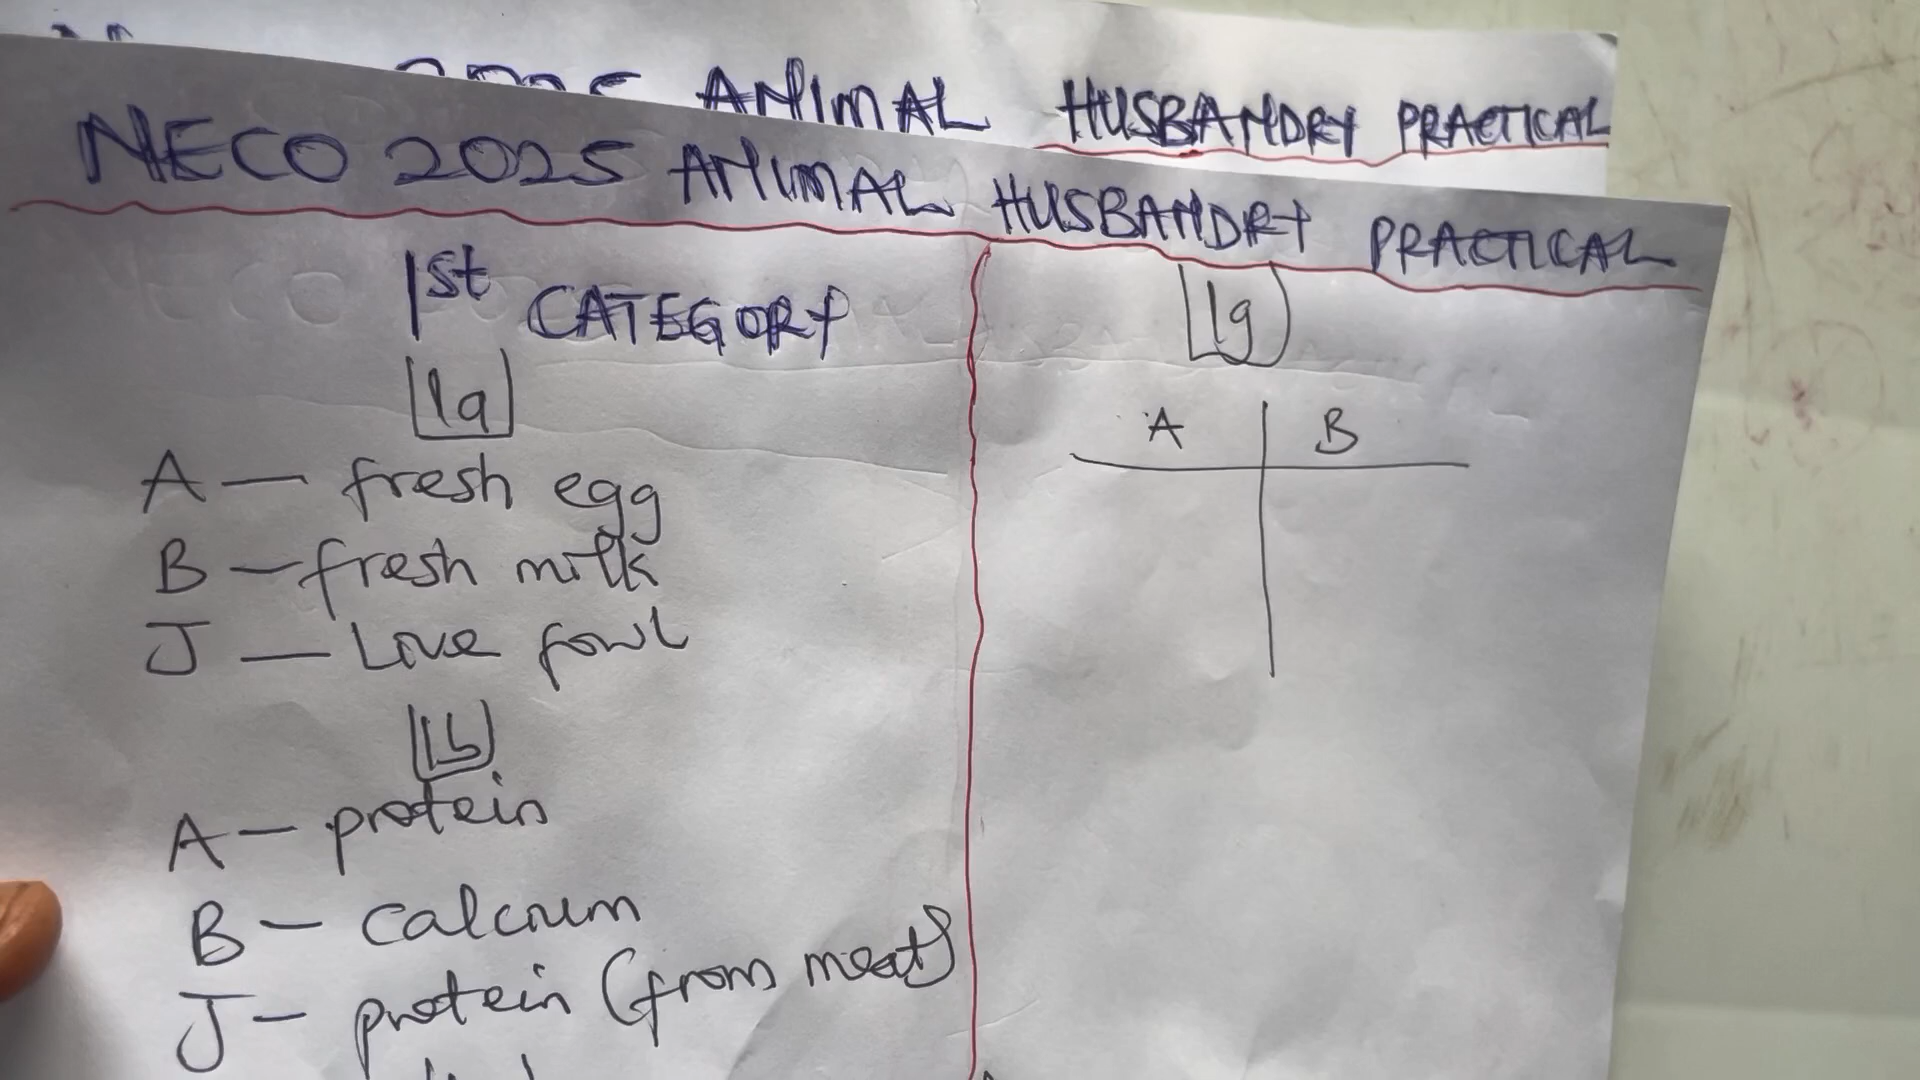 2025 ANIMAL HUSBANDRY PRACTICAL
NECO 2025 ANIMAL HUSBANDRY PRACTICAL
1st CATEGORY
1a
A — fresh egg
B — fresh milk
J — Live fowl
1b
A — protein
B — calcium
J — protein (from meat)
1g
A B